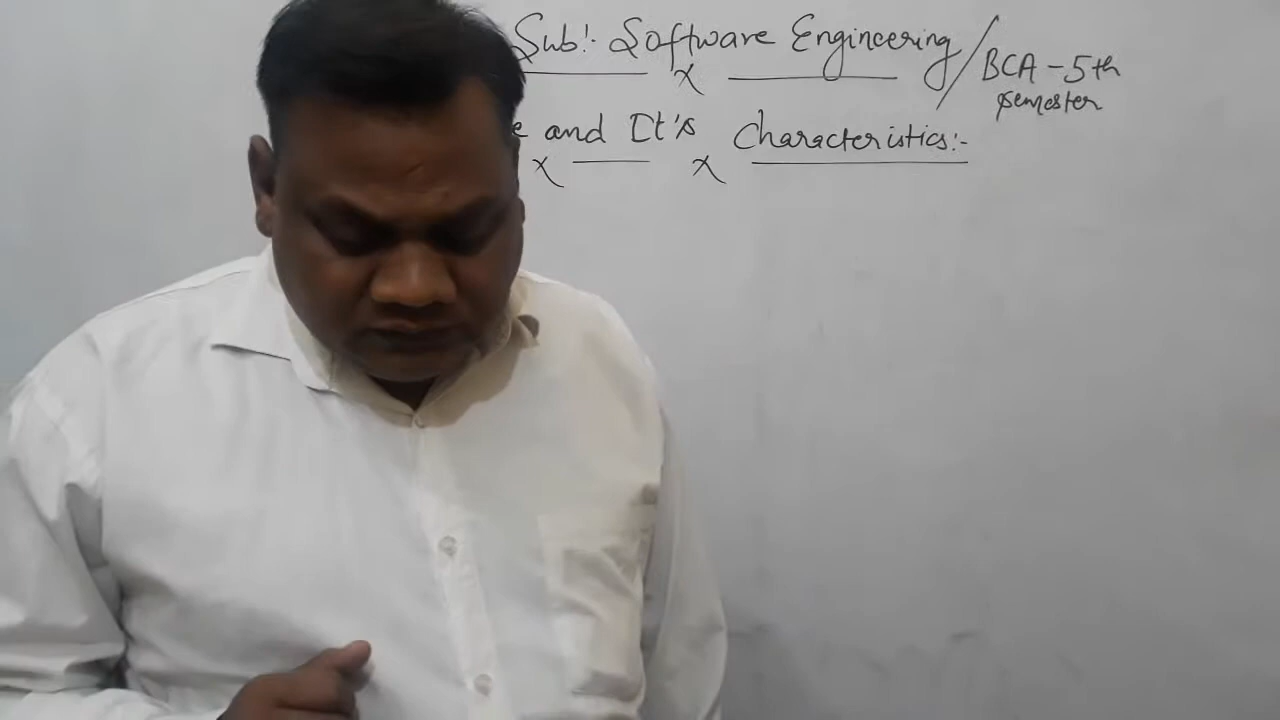 Sub:- Software Engineering / BCA - 5th
semester
and It's Characteristics:-